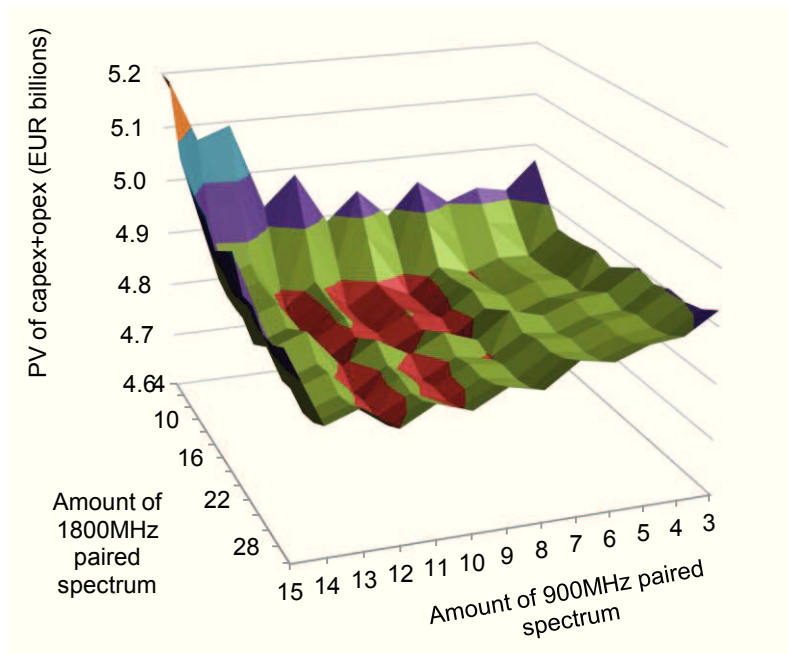 PV of capex+opex (EUR billions)
5.2
5.1
5.0
4.9
4.8
4.7
4.6
4
10
16
22
28
Amount of
1800MHz
paired
spectrum
15 14 13 12 11 10 9 8 7 6 5 4 3
Amount of 900MHz paired
spectrum